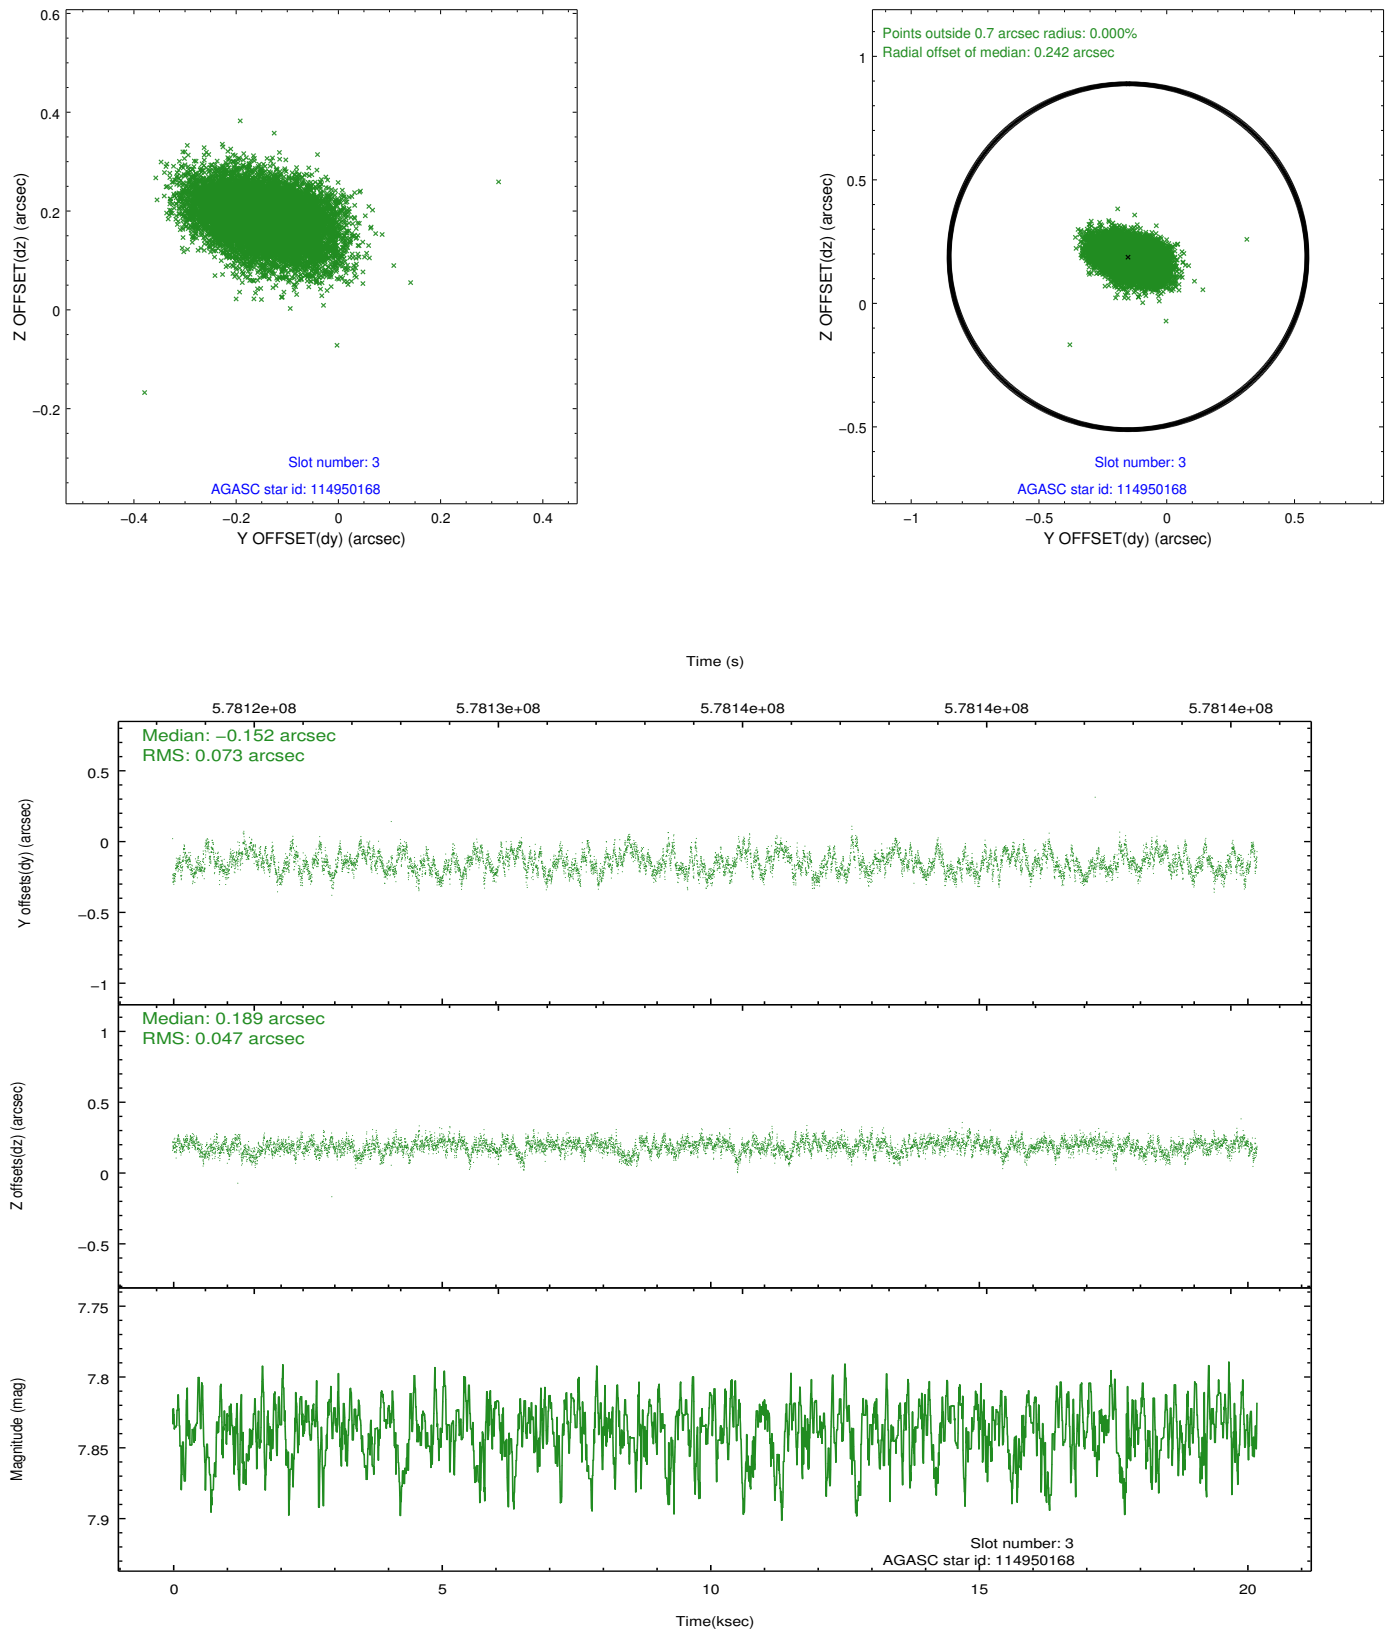 0.6
0.4
0.2
0
−0.2
Z OFFSET(dz) (arcsec)
Slot number: 3
AGASC star id: 114950168
−0.4 −0.2 0 0.2 0.4
Y OFFSET(dy) (arcsec)
Points outside 0.7 arcsec radius: 0.000%
Radial offset of median: 0.242 arcsec
1
0.5
0
−0.5
Z OFFSET(dz) (arcsec)
Slot number: 3
AGASC star id: 114950168
−1 −0.5 0 0.5
Y OFFSET(dy) (arcsec)
Time (s)
5.7812e+08 5.7813e+08 5.7814e+08 5.7814e+08 5.7814e+08
Median: −0.152 arcsec
RMS: 0.073 arcsec
0.5
0
−0.5
−1
Y offsets(dy) (arcsec)
Median: 0.189 arcsec
RMS: 0.047 arcsec
1
0.5
0
−0.5
Z offsets(dz) (arcsec)
7.75
7.8
7.85
7.9
Magnitude (mag)
Slot number: 3
AGASC star id: 114950168
0 5 10 15 20
Time(ksec)